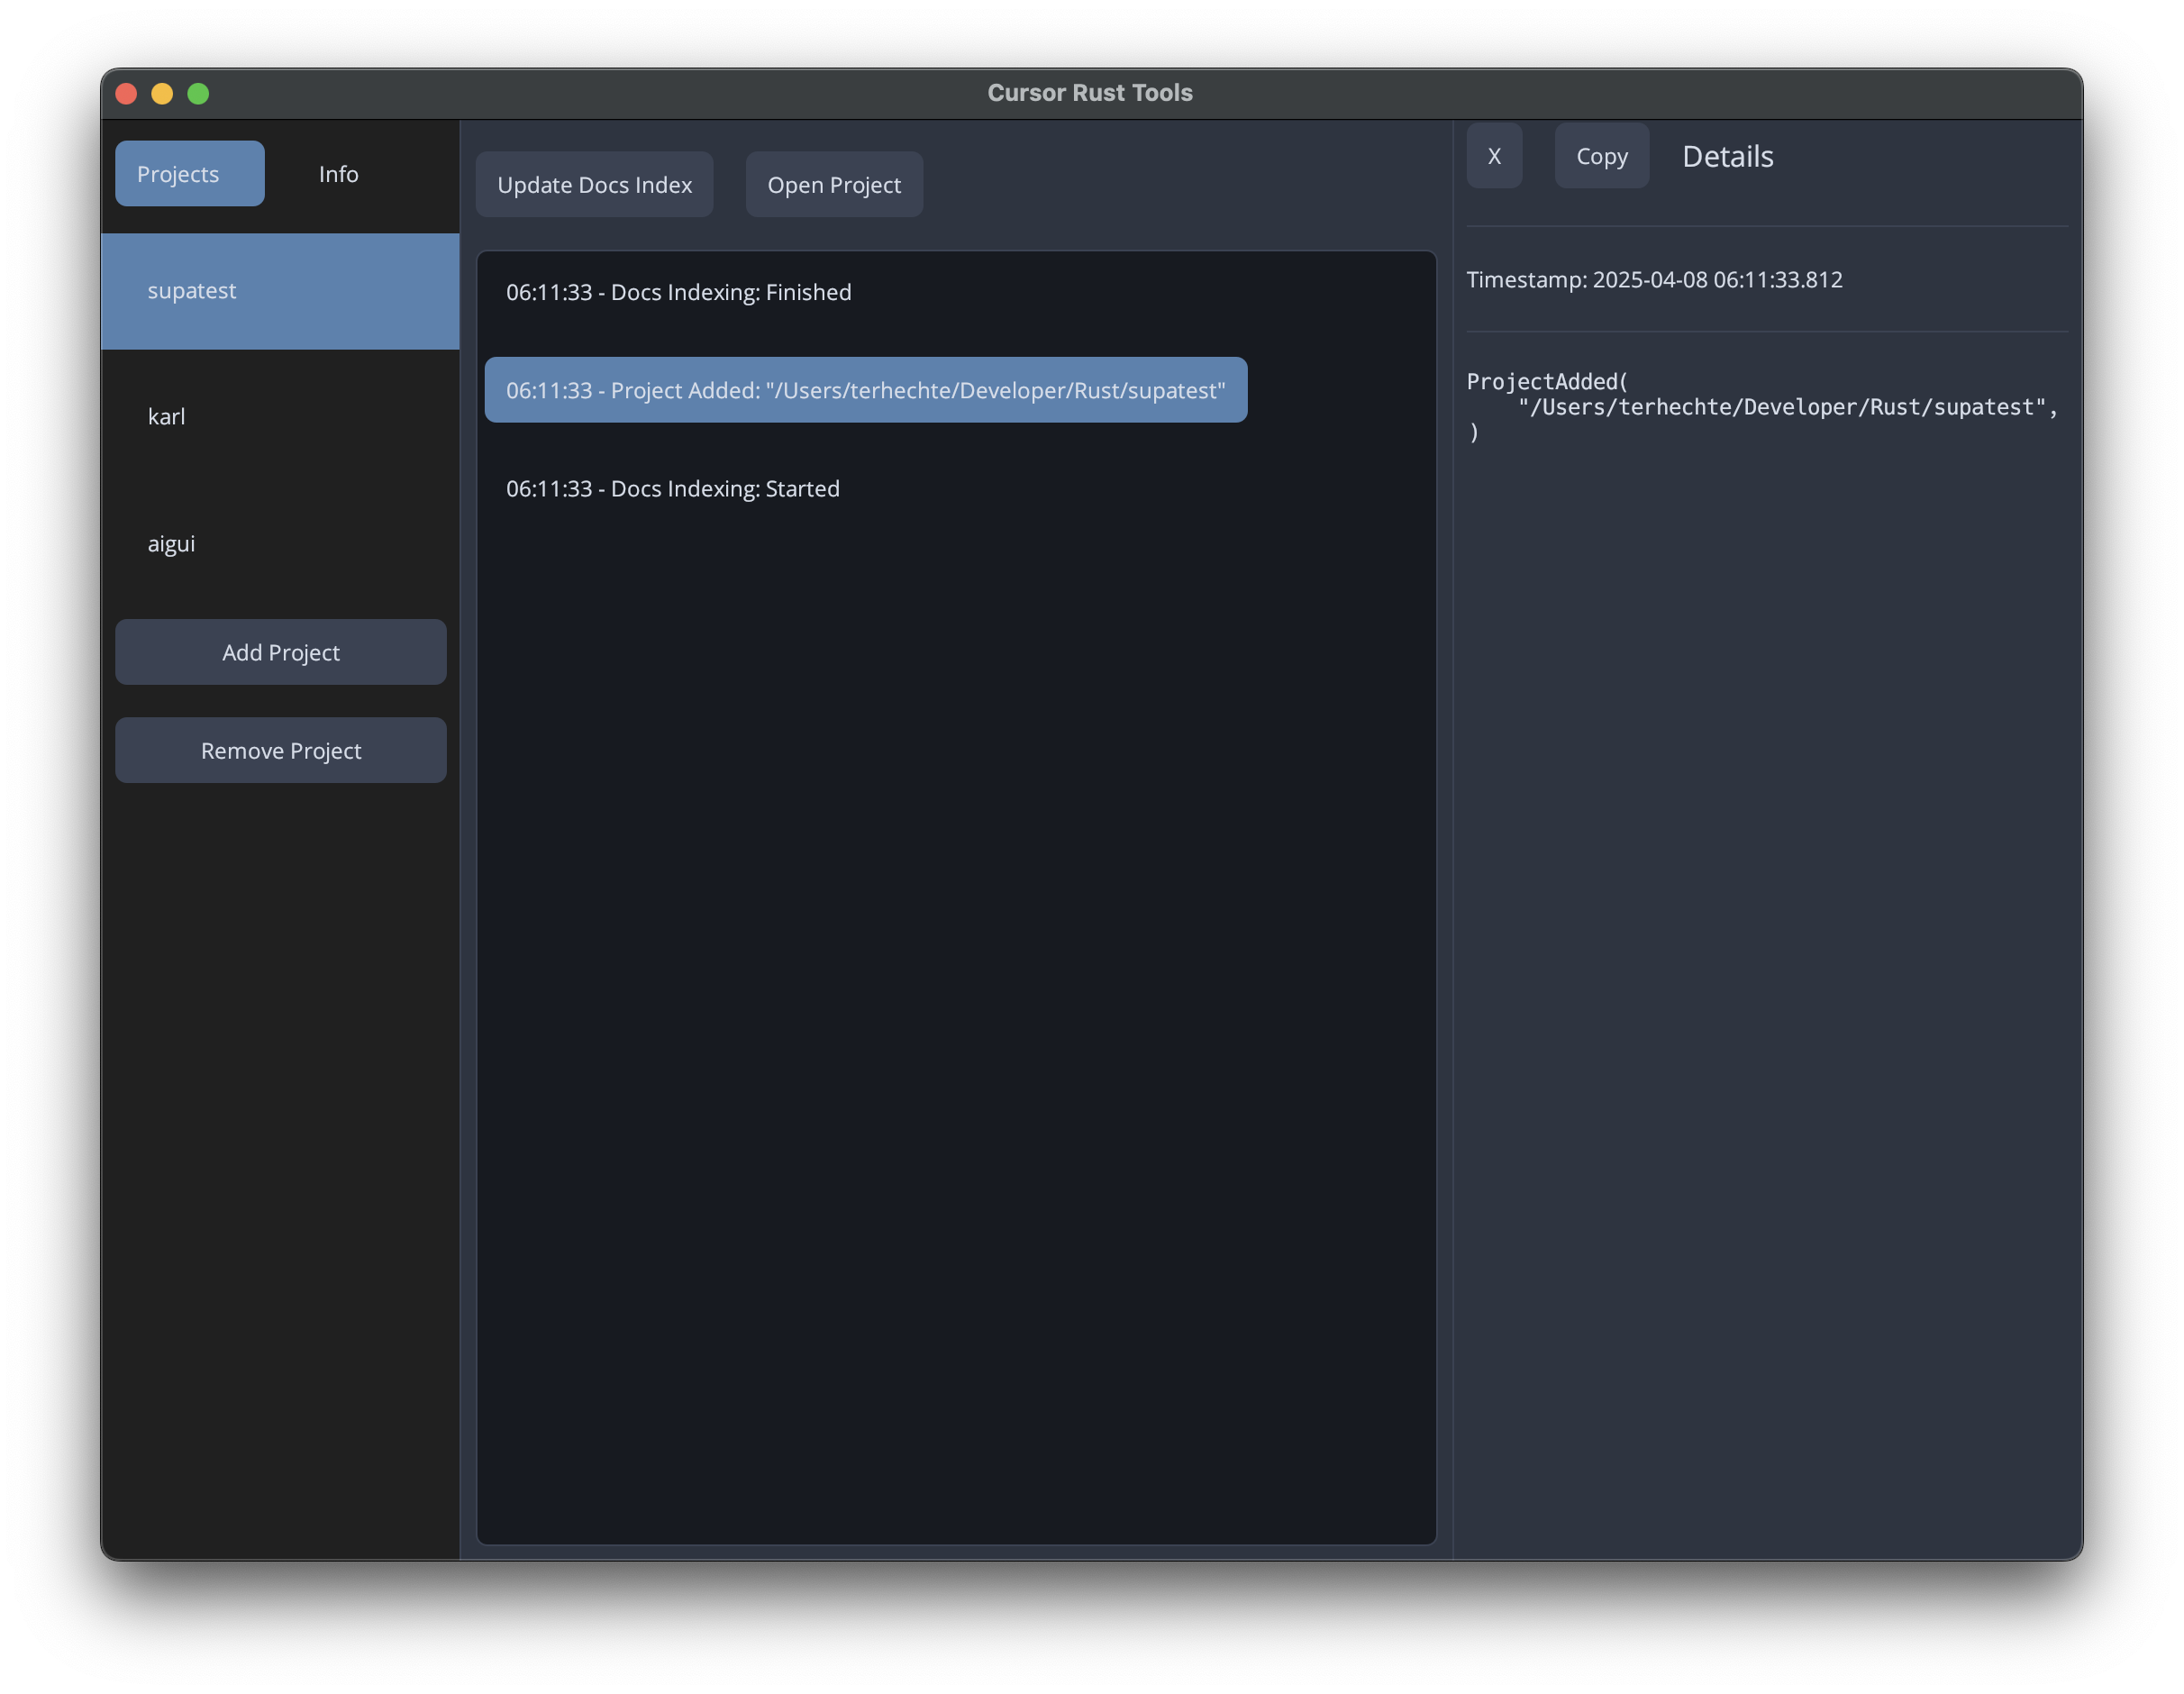 Cursor Rust Tools
Projects
Info
supatest
karl
aigui
Add Project
Remove Project
Update Docs Index
Open Project
06:11:33 - Docs Indexing: Finished
06:11:33 - Project Added: "/Users/terhechte/Developer/Rust/supatest"
06:11:33 - Docs Indexing: Started
X
Copy
Details
Timestamp: 2025-04-08 06:11:33.812
ProjectAdded(
    "/Users/terhechte/Developer/Rust/supatest",
)